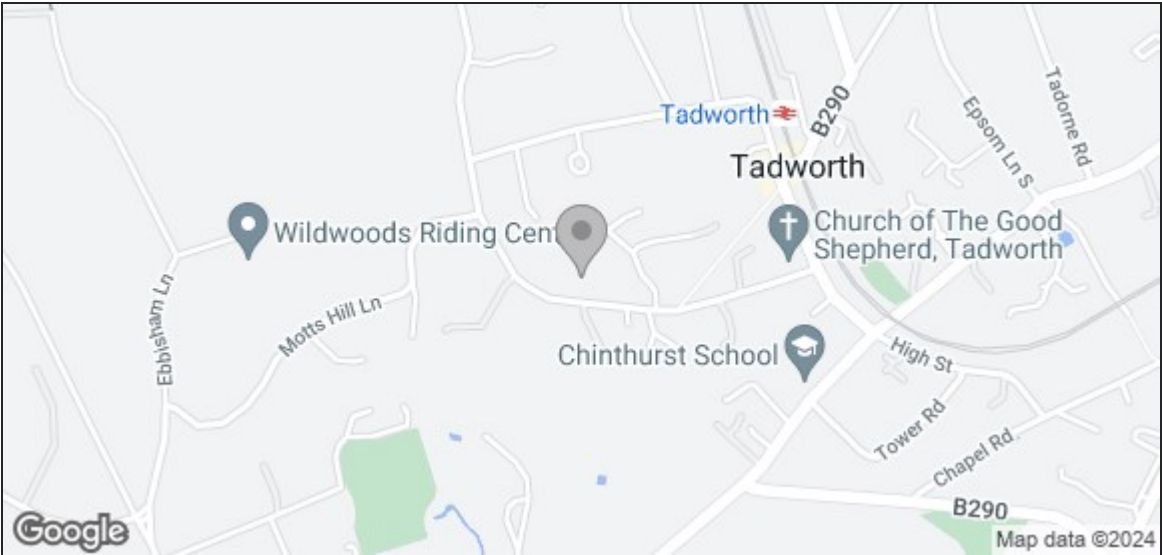 Tadworth
B290
Tadworth
Epsom Ln S
Tadorne Rd
Wildwoods Riding Cent
Church of The Good
Shepherd, Tadworth
Ebbisham Ln
Motts Hill Ln
Chinthurst School
High St
Tower Rd
Chapel Rd
B290
Google
Map data ©2024